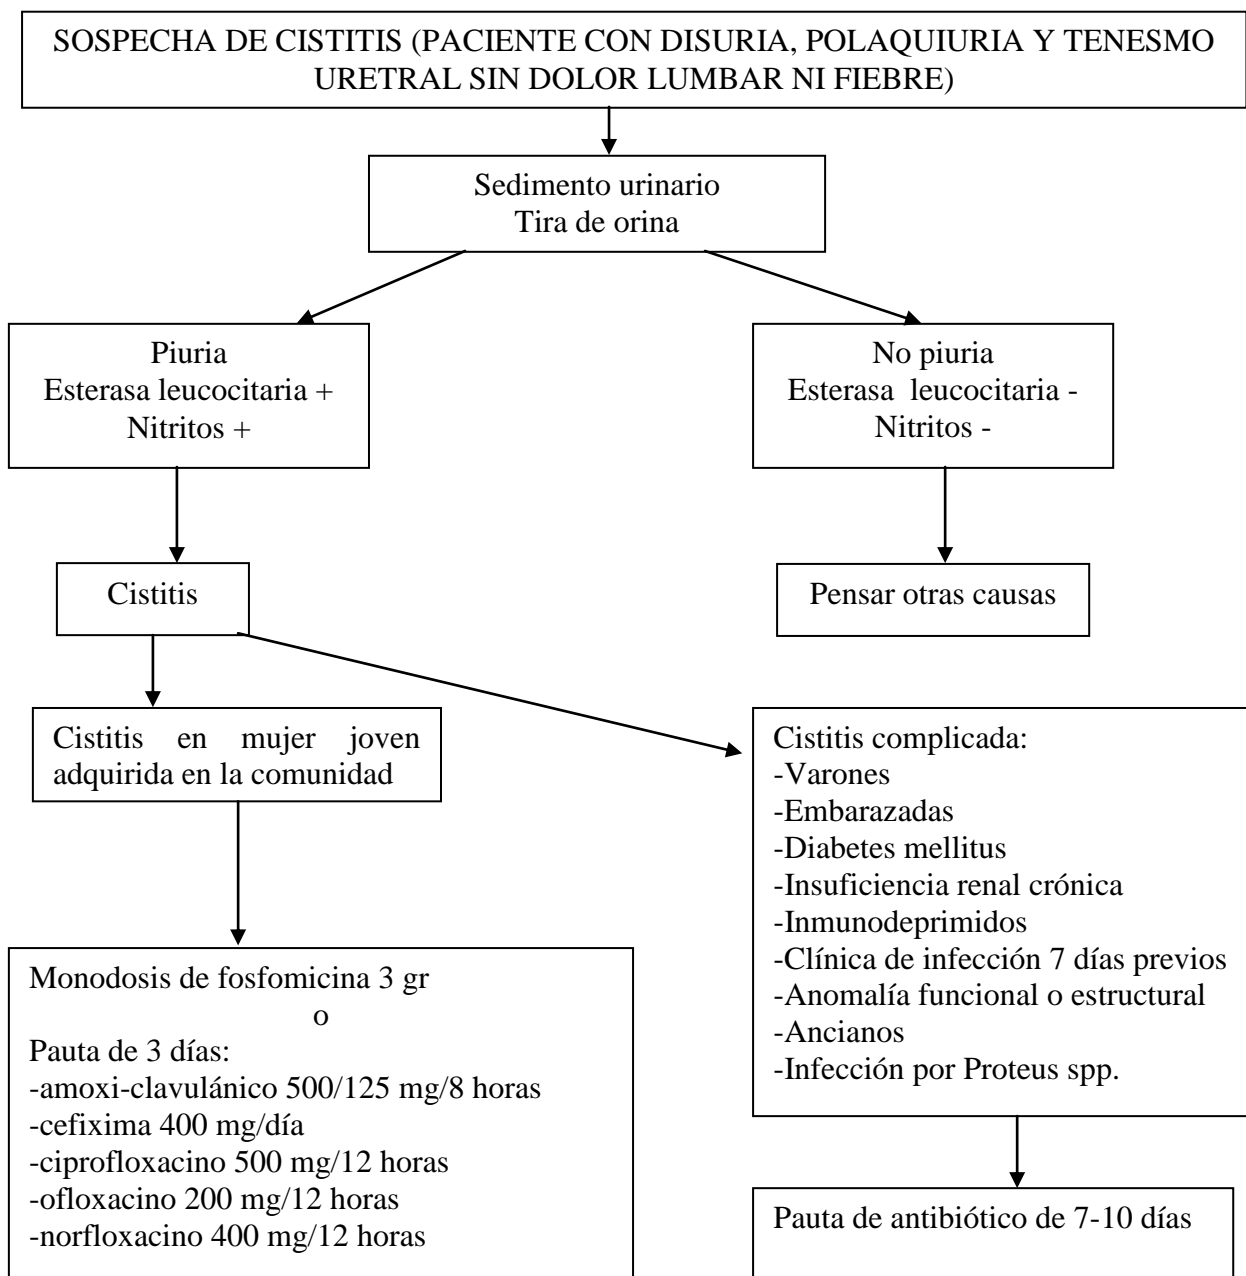 SOSPECHA DE CISTITIS (PACIENTE CON DISURIA, POLAQUIURIA Y TENESMO
URETRAL SIN DOLOR LUMBAR NI FIEBRE)
Sedimento urinario
Tira de orina
Piuria
Esterasa leucocitaria +
Nitritos +
No piuria
Esterasa leucocitaria -
Nitritos -
Cistitis
Pensar otras causas
Cistitis en mujer joven
adquirida en la comunidad
Cistitis complicada:
-Varones
-Embarazadas
-Diabetes mellitus
-Insuficiencia renal crónica
-Inmunodeprimidos
-Clínica de infección 7 días previos
-Anomalía funcional o estructural
-Ancianos
-Infección por Proteus spp.
Monodosis de fosfomicina 3 gr
o
Pauta de 3 días:
-amoxi-clavulánico 500/125 mg/8 horas
-cefixima 400 mg/día
-ciprofloxacino 500 mg/12 horas
-ofloxacino 200 mg/12 horas
-norfloxacino 400 mg/12 horas
Pauta de antibiótico de 7-10 días